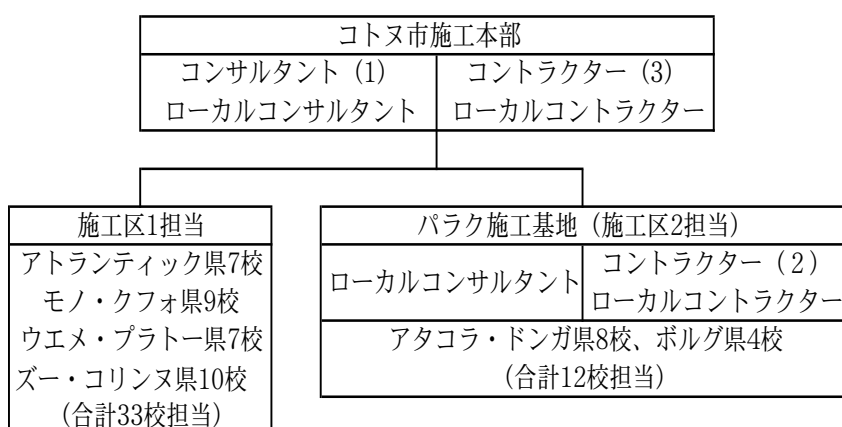 コトヌ市施工本部
コンサルタント (1)
ローカルコンサルタント
コントラクター (3)
ローカルコントラクター
施工区1担当
アトランティック県7校
モノ・クフォ県9校
ウエメ・プラトー県7校
ズー・コリンヌ県10校
(合計33校担当)
パラク施工基地 (施工区2担当)
ローカルコンサルタント
コントラクター (2)
ローカルコントラクター
アタコラ・ドンガ県8校、ボルグ県4校
(合計12校担当)